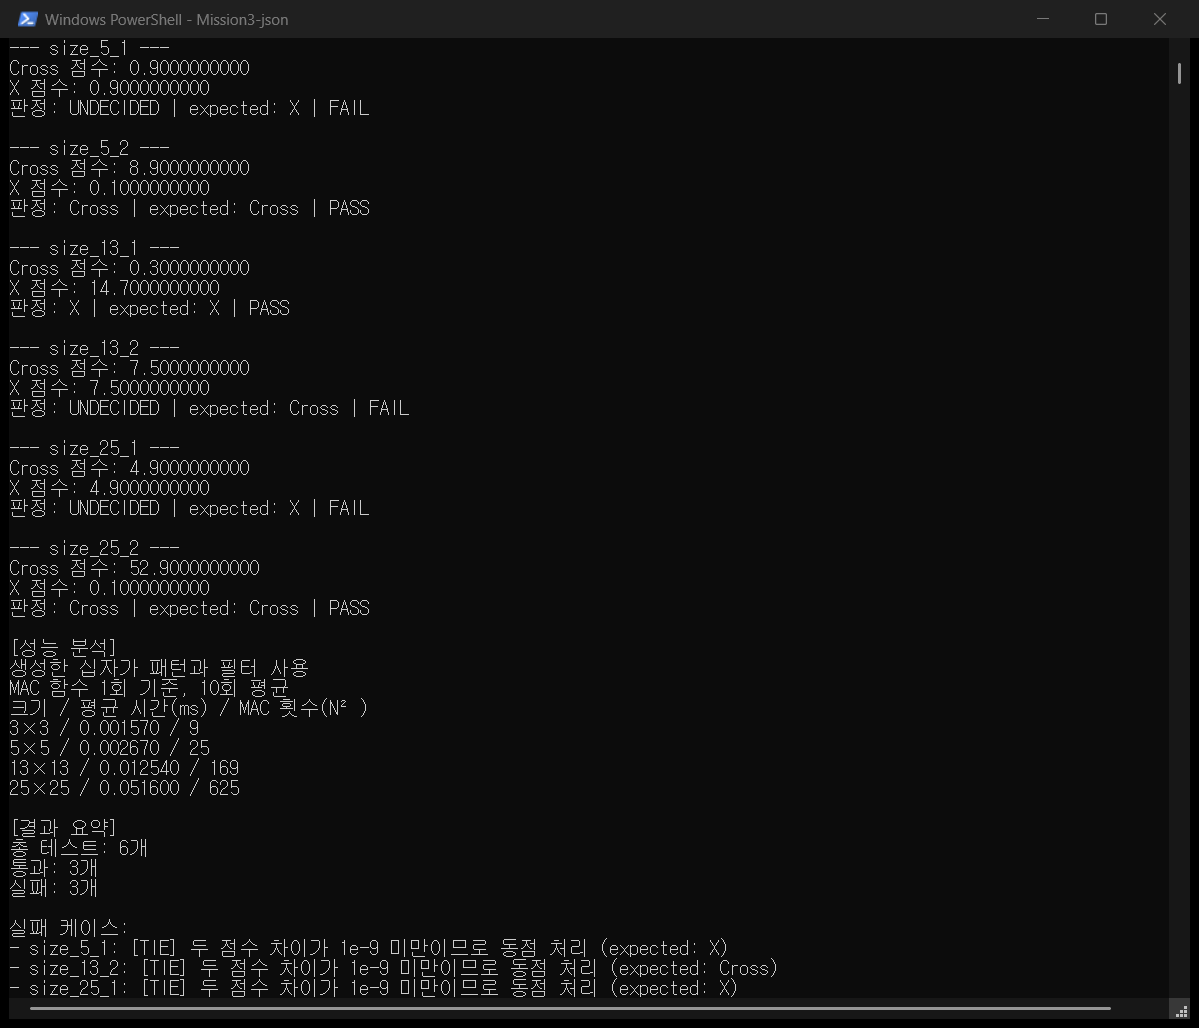 Windows PowerShell - Mission3-json
--- size_5_1 ---
Cross 점수: 0.9000000000
X 점수: 0.9000000000
판정: UNDECIDED | expected: X | FAIL
--- size_5_2 ---
Cross 점수: 8.9000000000
X 점수: 0.1000000000
판정: Cross | expected: Cross | PASS
--- size_13_1 ---
Cross 점수: 0.3000000000
X 점수: 14.7000000000
판정: X | expected: X | PASS
--- size_13_2 ---
Cross 점수: 7.5000000000
X 점수: 7.5000000000
판정: UNDECIDED | expected: Cross | FAIL
--- size_25_1 ---
Cross 점수: 4.9000000000
X 점수: 4.9000000000
판정: UNDECIDED | expected: X | FAIL
--- size_25_2 ---
Cross 점수: 52.9000000000
X 점수: 0.1000000000
판정: Cross | expected: Cross | PASS
[성능 분석]
생성한 십자가 패턴과 필터 사용
MAC 함수 1회 기준, 10회 평균
크기 / 평균 시간(ms) / MAC 횟수(N² )
3×3 / 0.001570 / 9
5×5 / 0.002670 / 25
13×13 / 0.012540 / 169
25×25 / 0.051600 / 625
[결과 요약]
총 테스트: 6개
통과: 3개
실패: 3개
실패 케이스:
- size_5_1: [TIE] 두 점수 차이가 1e-9 미만이므로 동점 처리 (expected: X)
- size_13_2: [TIE] 두 점수 차이가 1e-9 미만이므로 동점 처리 (expected: Cross)
- size_25_1: [TIE] 두 점수 차이가 1e-9 미만이므로 동점 처리 (expected: X)